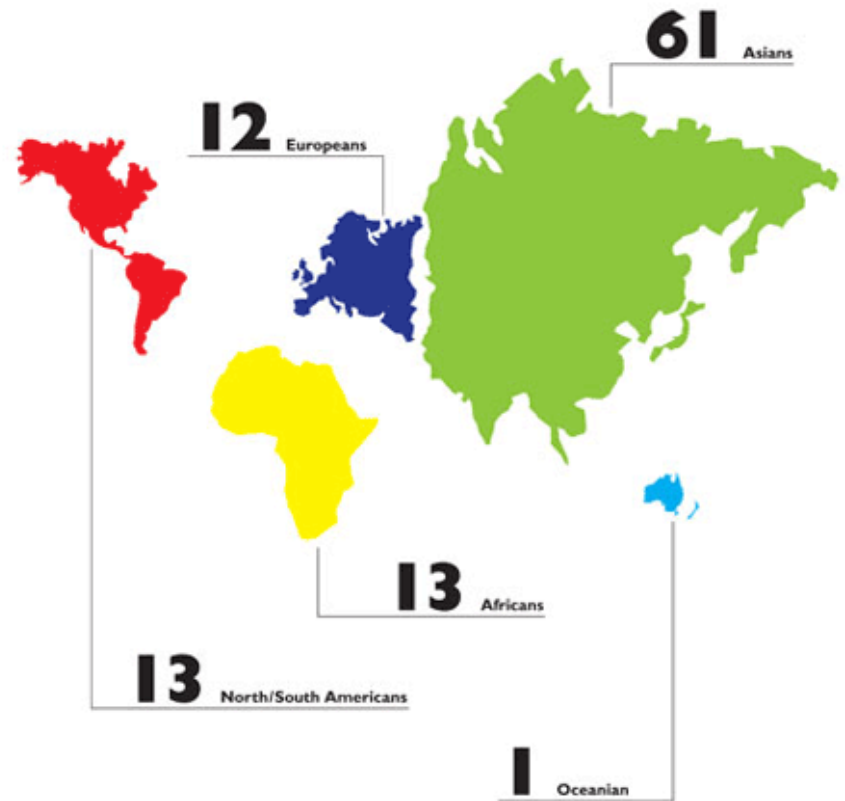 61 Asians
12 Europeans
13 Africans
13 North/South Americans
1 Oceanian